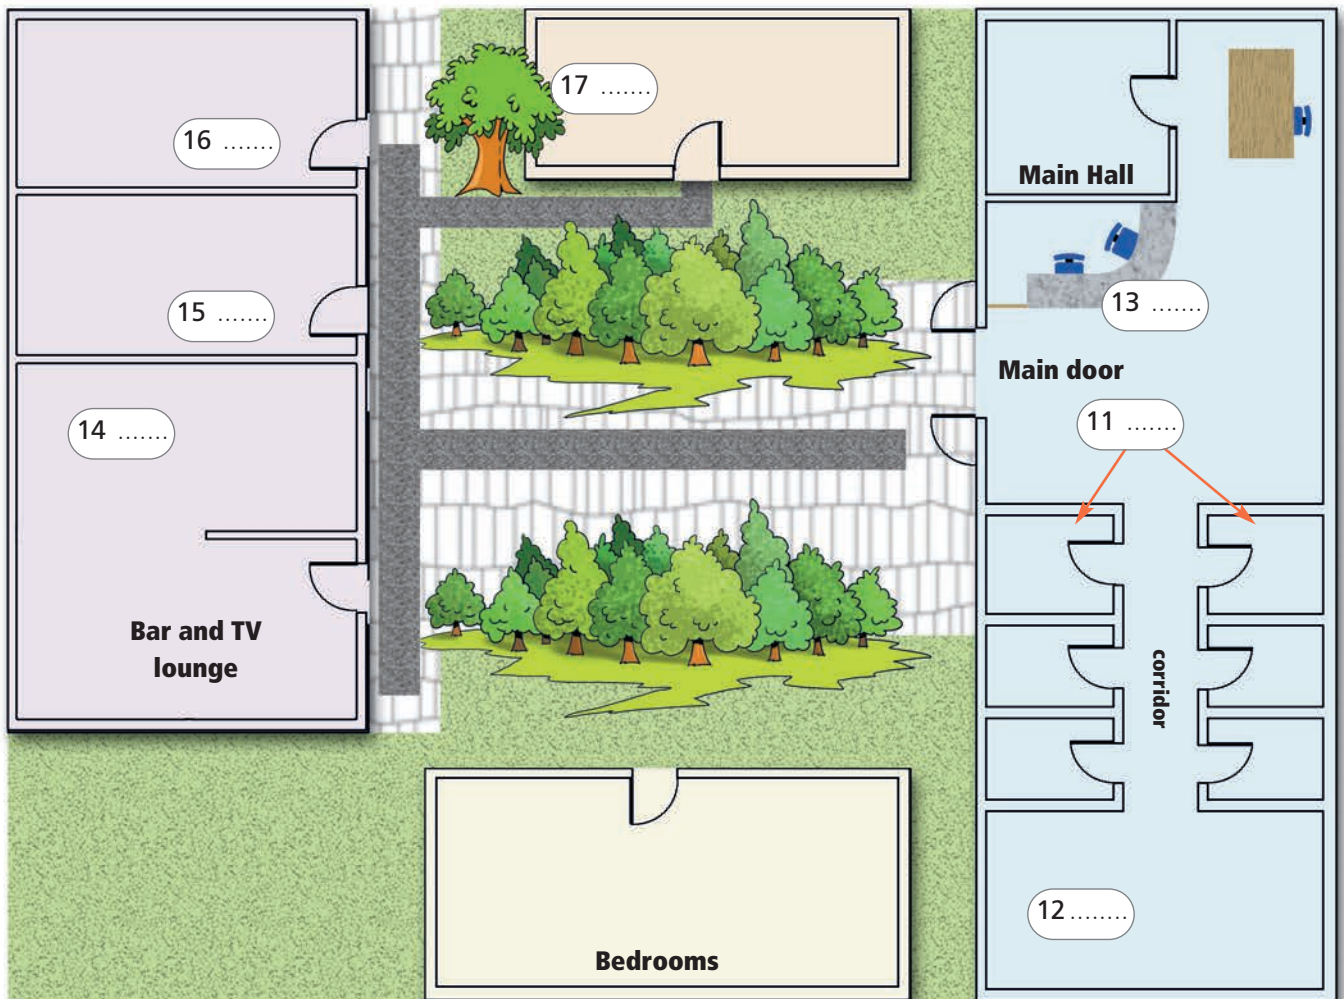 17 .......
16 .......
Main Hall
15 .......
13 .......
Main door
14 .......
11 .......
Bar and TV
lounge
corridor
12 ........
Bedrooms